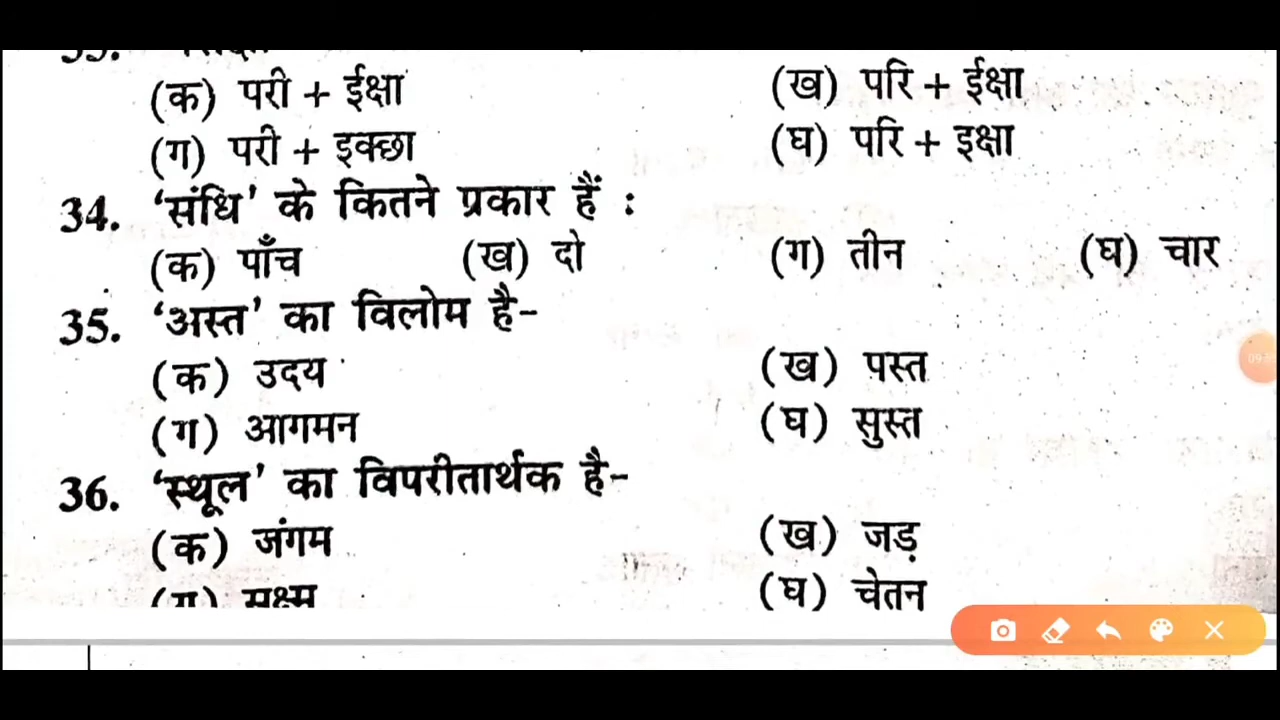 (क) परी + ईक्षा (ख) परि + ईक्षा
(ग) परी + इक्छा (घ) परि + इक्षा
34. 'संधि' के कितने प्रकार हैं :
(क) पाँच (ख) दो (ग) तीन (घ) चार
35. 'अस्त' का विलोम है-
(क) उदय (ख) पस्त
(ग) आगमन (घ) सुस्त
36. 'स्थूल' का विपरीतार्थक है-
(क) जंगम (ख) जड़
(ग) सूक्ष्म (घ) चेतन